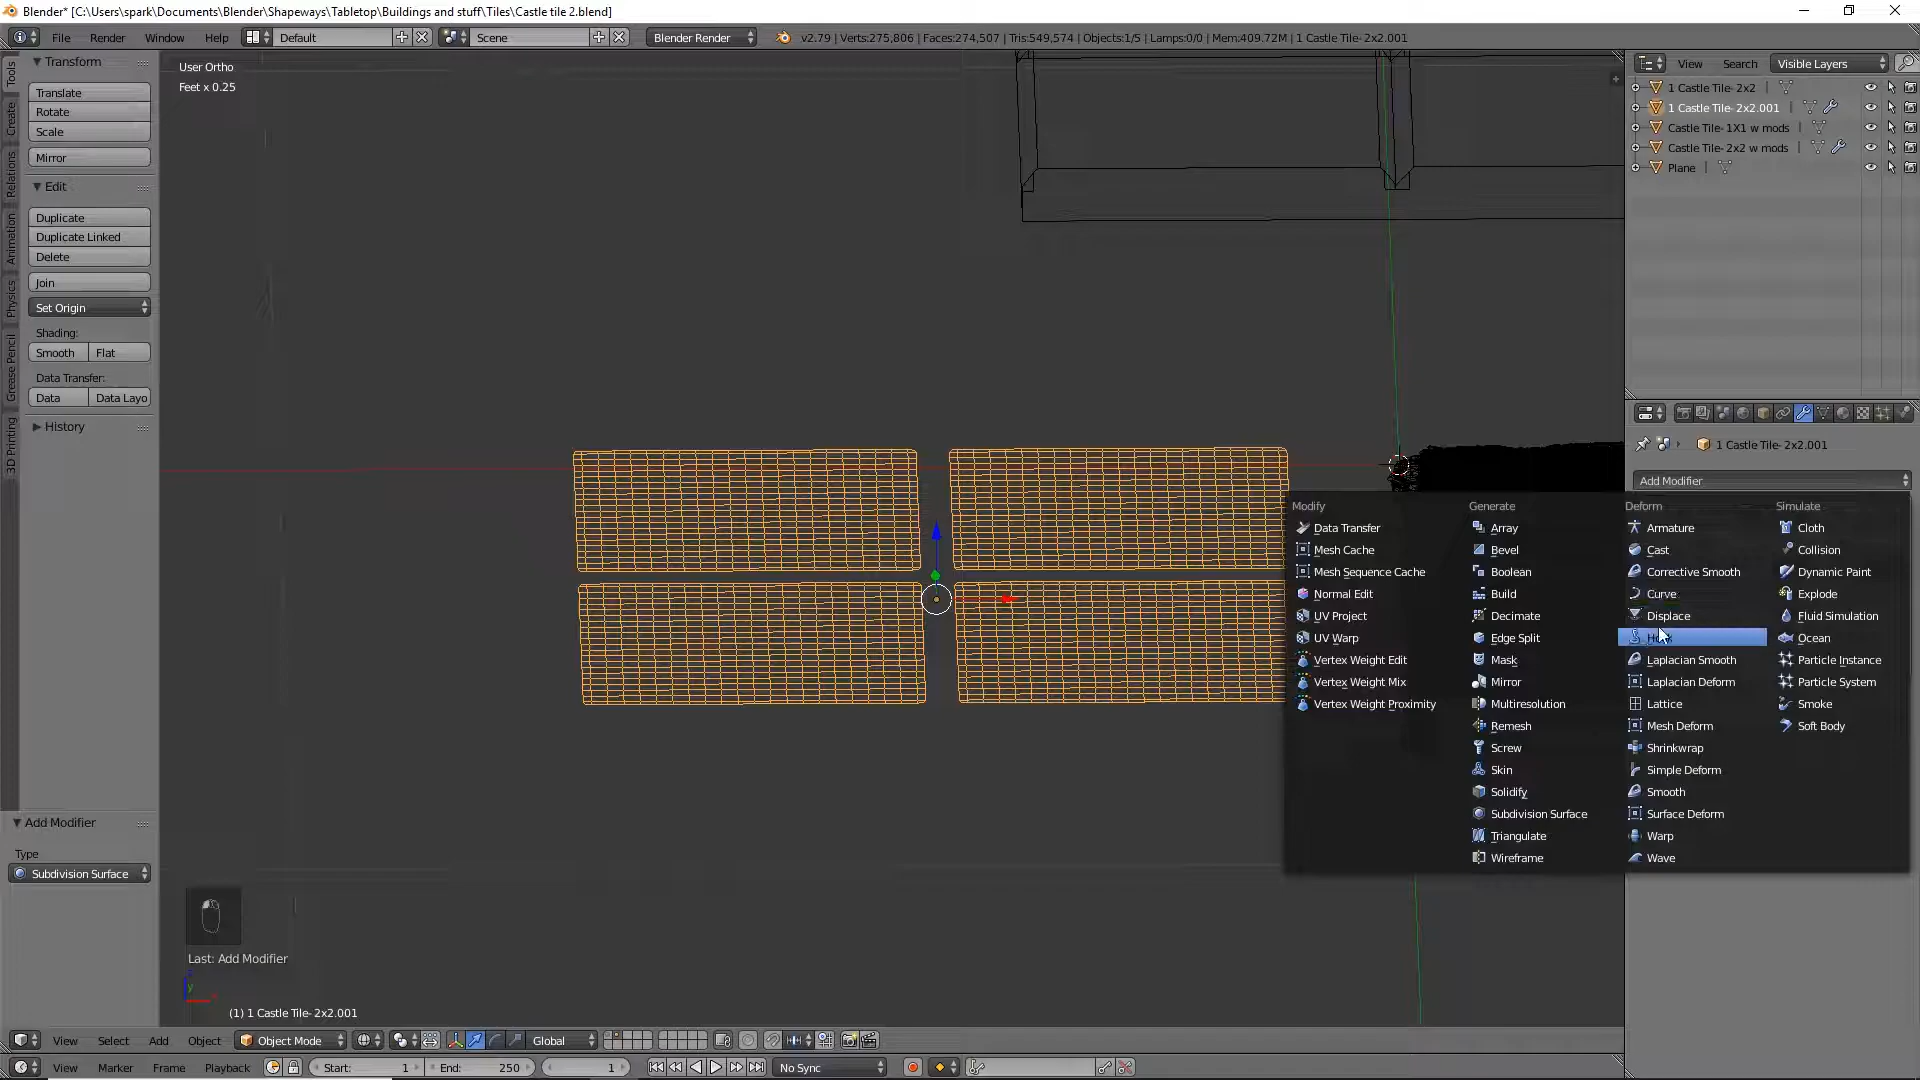 Blender* [C:\Users\spark\Documents\Blender\Shapeways\Tabletop\Buildings and stuff\Tiles\Castle tile 2.blend]
File Render Window Help Default Scene Blender Render v2.79 | Verts:275,806 | Faces:274,507 | Tris:549,574 | Objects:1/5 | Lamps:0/0 | Mem:409.72M | 1 Castle Tile- 2x2.001
Tools
Create
Relations
Animation
Physics
Grease Pencil
3D Printing
Transform
Translate
Rotate
Scale
Mirror
Edit
Duplicate
Duplicate Linked
Delete
Join
Set Origin
Shading:
Smooth Flat
Data Transfer:
Data Data Layo
History
Add Modifier
Type
Subdivision Surface
User Ortho
Feet x 0.25
Last: Add Modifier
(1) 1 Castle Tile- 2x2.001
View Search Visible Layers
1 Castle Tile- 2x2
1 Castle Tile- 2x2.001
Castle Tile- 1X1 w mods
Castle Tile- 2x2 w mods
Plane
1 Castle Tile- 2x2.001
Add Modifier
Modify
Data Transfer
Mesh Cache
Mesh Sequence Cache
Normal Edit
UV Project
UV Warp
Vertex Weight Edit
Vertex Weight Mix
Vertex Weight Proximity
Generate
Array
Bevel
Boolean
Build
Decimate
Edge Split
Mask
Mirror
Multiresolution
Remesh
Screw
Skin
Solidify
Subdivision Surface
Triangulate
Wireframe
Deform
Armature
Cast
Corrective Smooth
Curve
Displace
Laplacian Smooth
Laplacian Deform
Lattice
Mesh Deform
Shrinkwrap
Simple Deform
Smooth
Surface Deform
Warp
Wave
Simulate
Cloth
Collision
Dynamic Paint
Explode
Fluid Simulation
Ocean
Particle Instance
Particle System
Smoke
Soft Body
View Select Add Object Object Mode Global
View Marker Frame Playback Start: 1 End: 250 1 No Sync